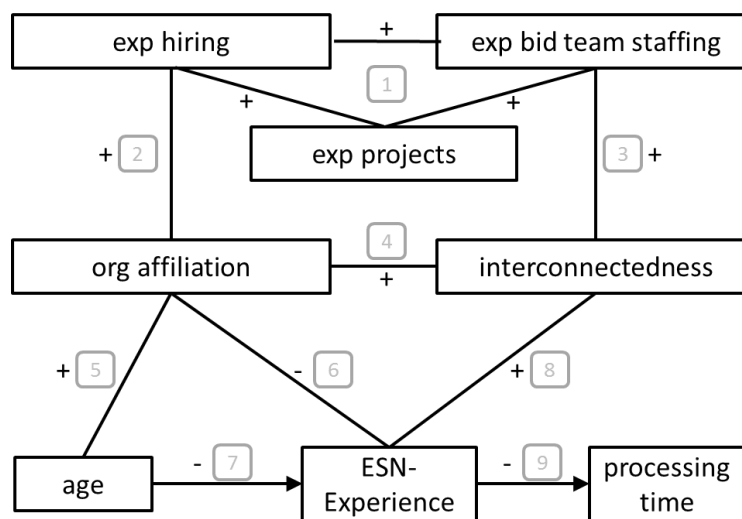 +
exp hiring
exp bid team staffing
1
+
+
exp projects
+ 2
3 +
4
org affiliation
interconnectedness
+
+ 5
- 6
+ 8
- 7
- 9
age
ESN-
Experience
processing
time